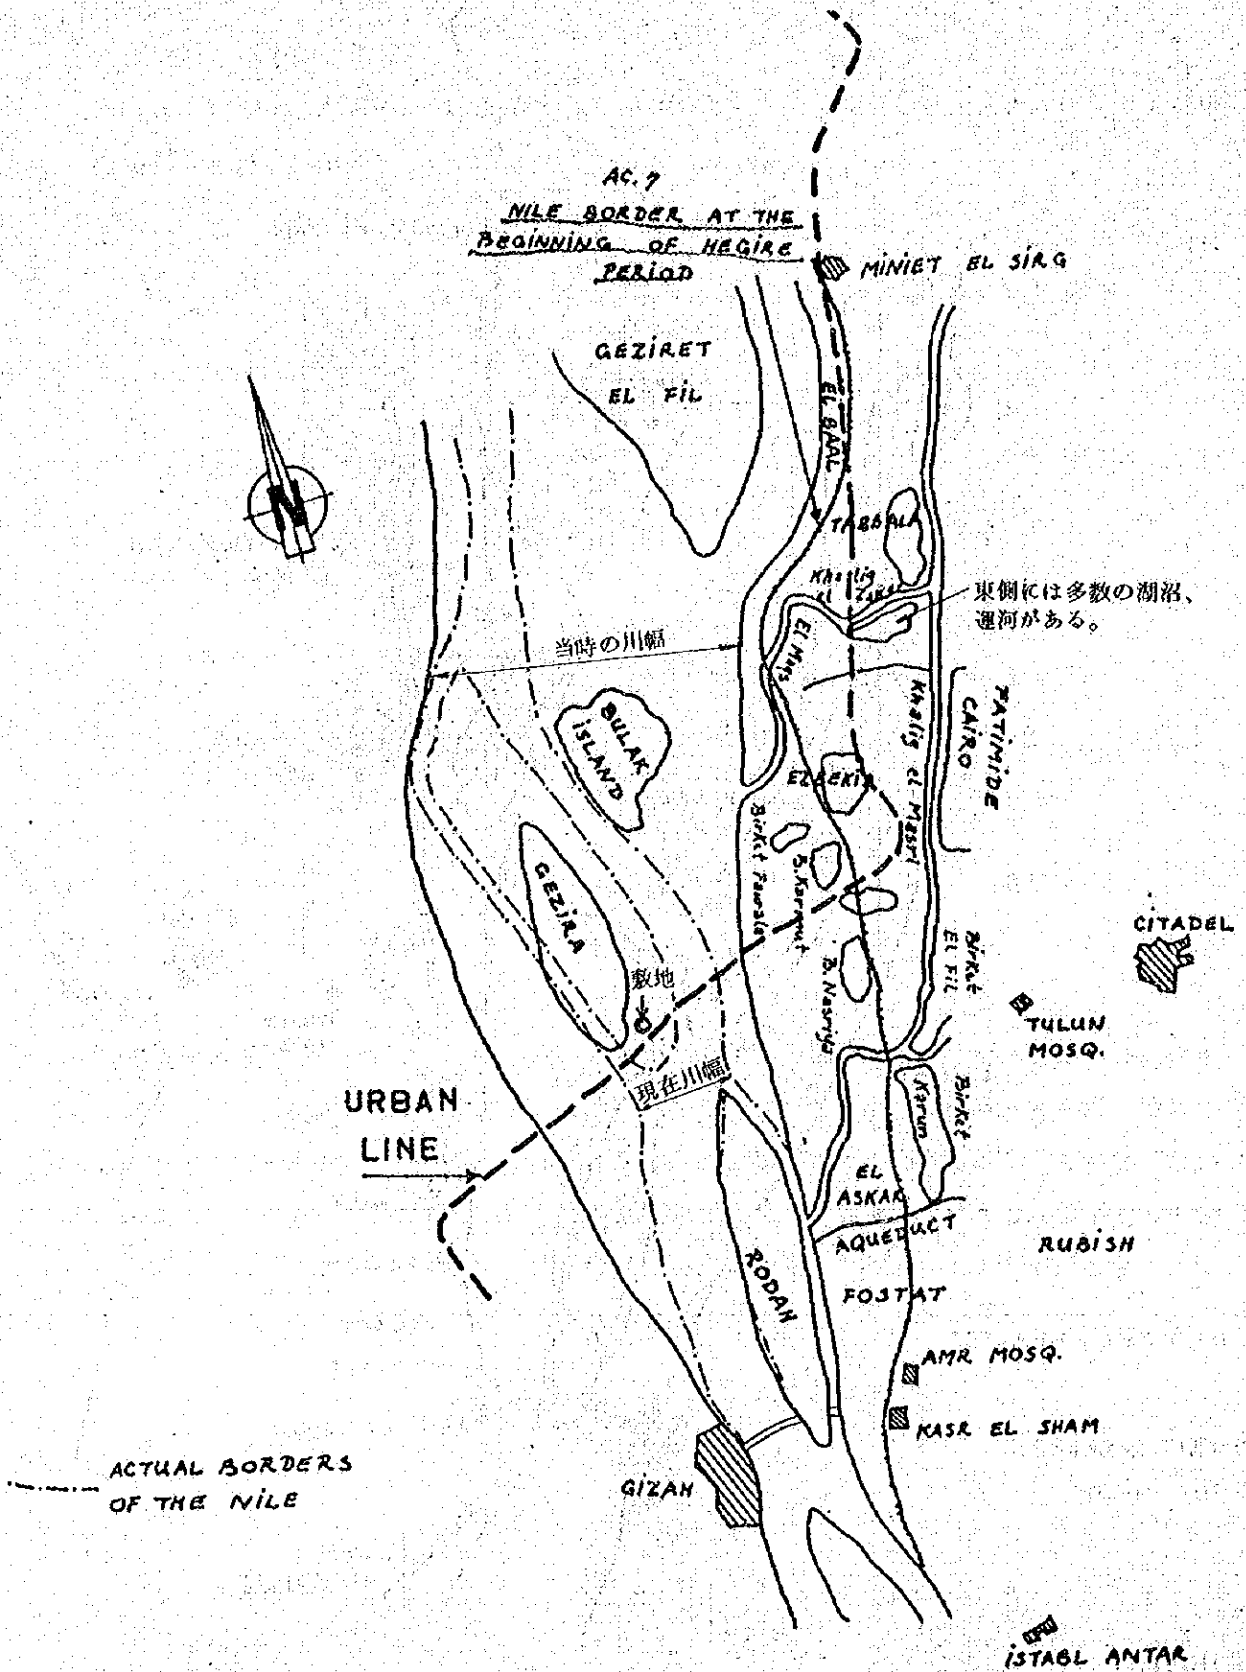 AC. 7
NILE BORDER AT THE
BEGINNING OF HEGIRE
PERIOD
MINIET EL SIRG
GEZIRET
EL FIL
EL BAAL
N
TABBALA
Khalig
el
東側には多数の湖沼、
運河がある。
El Maqs
当時の川幅
BULAK
ISLAND
Khalig el Masri
FATIMIDE
CAIRO
EZBEKIA
Birket
B. Karmut
GEZIRA
敷地
B. Nasriya
Birket
EL FIL
CITADEL
TULUN
MOSQ.
現在川幅
URBAN
LINE
Birket
Karun
EL
ASKAR
AQUEDUCT
RUBISH
RODAH
FOSTAT
AMR MOSQ.
KASR EL SHAM
GIZAH
ACTUAL BORDERS
OF THE NILE
ISTABL ANTAR